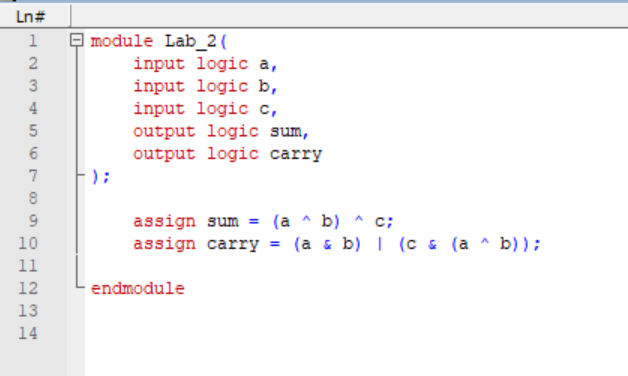 Ln#
1 module Lab_2(
2 input logic a,
3 input logic b,
4 input logic c,
5 output logic sum,
6 output logic carry
7 );
8
9 assign sum = (a ^ b) ^ c;
10 assign carry = (a & b) | (c & (a ^ b));
11
12 endmodule
13
14